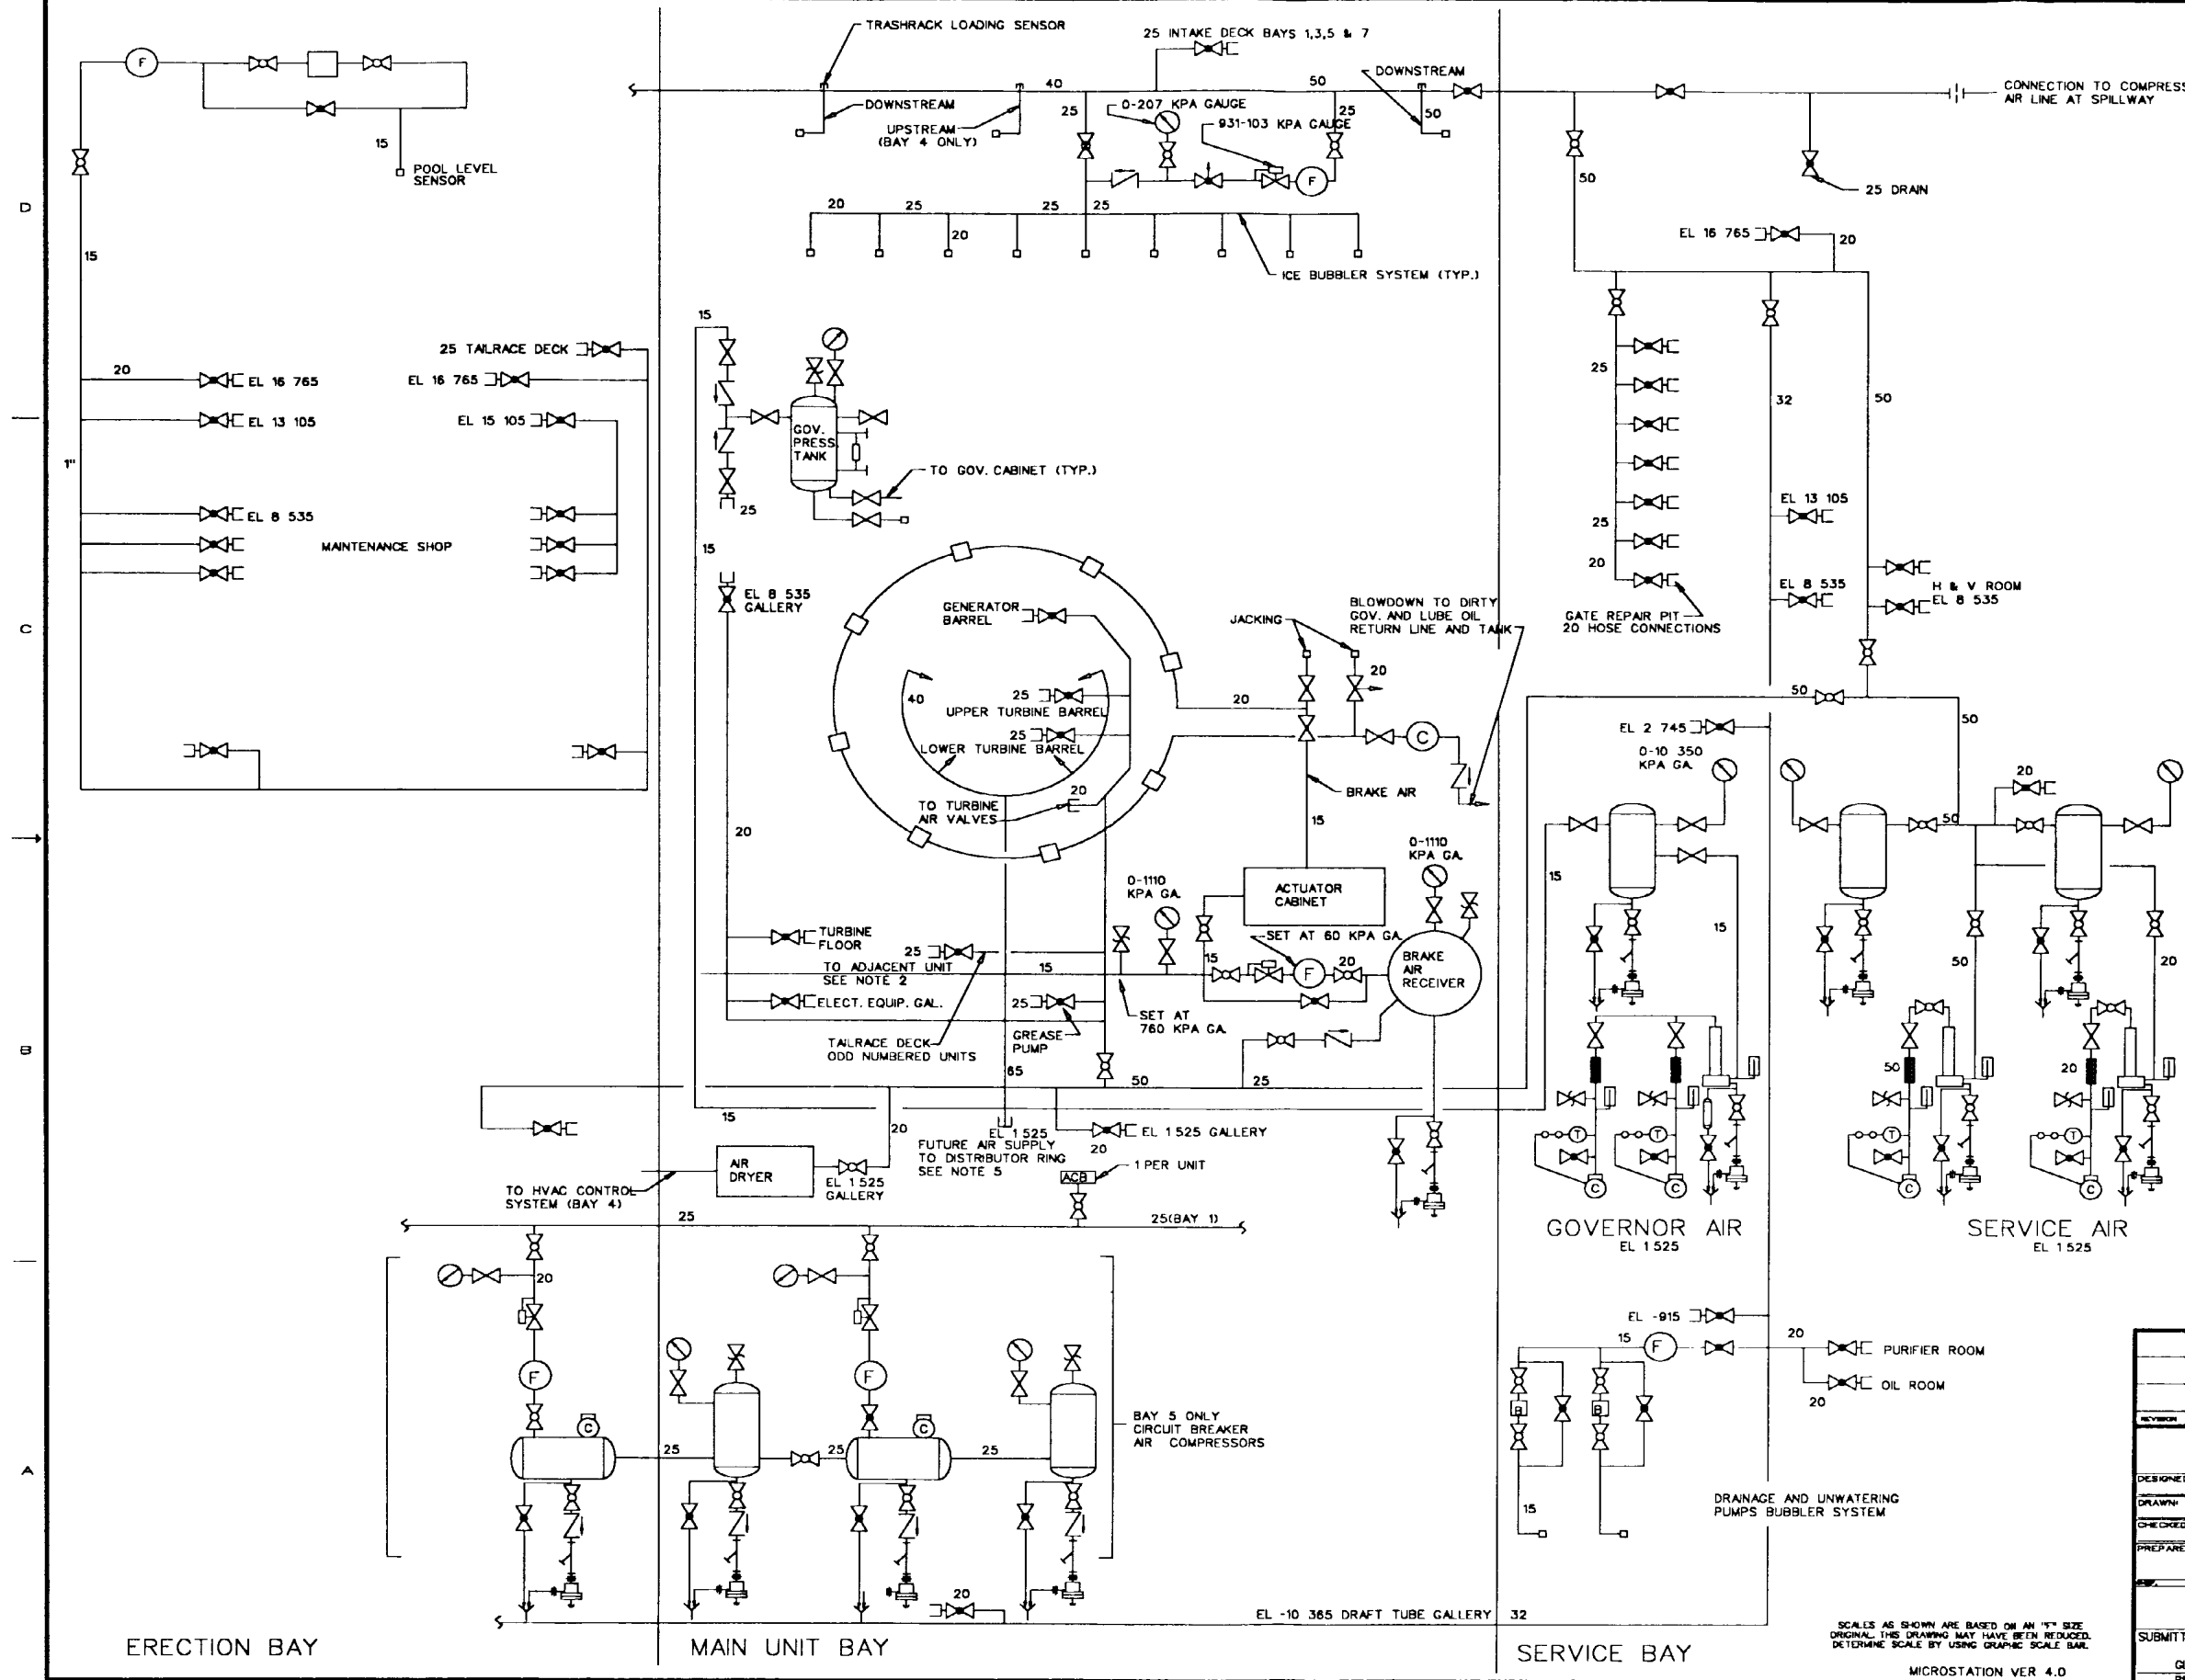 TRASHRACK LOADING SENSOR
25 INTAKE DECK BAYS 1,3,5 & 7
F
40
50
DOWNSTREAM
CONNECTION TO COMPRESS
AIR LINE AT SPILLWAY
DOWNSTREAM
0-207 KPA GAUGE
25
25
50
UPSTREAM
(BAY 4 ONLY)
931-103 KPA GAUGE
15
POOL LEVEL
SENSOR
F
50
25 DRAIN
D
20
25
25
25
20
EL 16 765
20
15
ICE BUBBLER SYSTEM (TYP.)
15
25 TAILRACE DECK
20
EL 16 765
EL 16 765
25
EL 13 105
EL 15 105
32
50
GOV.
PRESS.
TANK
1"
TO GOV. CABINET (TYP.)
25
EL 13 105
EL 8 535
MAINTENANCE SHOP
25
15
20
EL 8 535
GALLERY
GENERATOR
BARREL
JACKING
BLOWDOWN TO DIRTY
GOV. AND LUBE OIL
RETURN LINE AND TANK
EL 8 535
H & V ROOM
EL 8 535
GATE REPAIR PIT
20 HOSE CONNECTIONS
C
40
25
UPPER TURBINE BARREL
20
20
50
50
25
LOWER TURBINE BARREL
C
EL 2 745
0-10 350
KPA GA.
20
TO TURBINE
AIR VALVES
20
BRAKE AIR
20
15
50
0-1110
KPA GA.
0-1110
KPA GA.
ACTUATOR
CABINET
15
15
TURBINE
FLOOR
25
SET AT 60 KPA GA.
TO ADJACENT UNIT
SEE NOTE 2
15
15
F
20
BRAKE
AIR
RECEIVER
50
20
ELECT. EQUIP. GAL.
25
SET AT
760 KPA GA.
TAILRACE DECK
ODD NUMBERED UNITS
GREASE
PUMP
B
65
50
25
50
20
15
20
EL 1 525
FUTURE AIR SUPPLY
TO DISTRIBUTOR RING
SEE NOTE 5
EL 1 525 GALLERY
20
T
T
T
T
AIR
DRYER
ACB
1 PER UNIT
EL 1 525
GALLERY
TO HVAC CONTROL
SYSTEM (BAY 4)
C
C
C
C
25
25(BAY 1)
GOVERNOR AIR
EL 1 525
SERVICE AIR
EL 1 525
20
EL -915
15
F
20
PURIFIER ROOM
F
F
OIL ROOM
20
B
B
C
C
BAY 5 ONLY
CIRCUIT BREAKER
AIR COMPRESSORS
REVISION
25
25
25
A
DESIGNED
DRAINAGE AND UNWATERING
PUMPS BUBBLER SYSTEM
15
DRAWN:
CHECKED
PREPARE
20
EL -10 365 DRAFT TUBE GALLERY
32
SCALES AS SHOWN ARE BASED ON AN "F" SIZE
ORIGINAL. THIS DRAWING MAY HAVE BEEN REDUCED.
DETERMINE SCALE BY USING GRAPHIC SCALE BAR.
SUBMITT
ERECTION BAY
MAIN UNIT BAY
SERVICE BAY
MICROSTATION VER 4.0